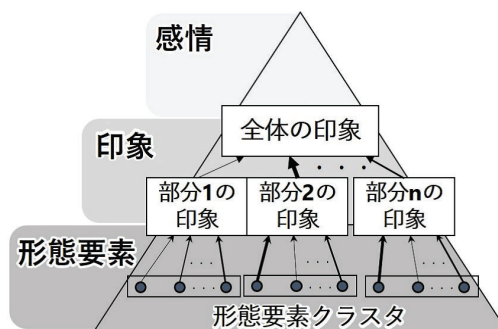 感情
全体の印象
印象
・・・
部分1の
印象
部分2の
印象
部分nの
印象
形態要素
・・・・
・・・・
・・・・
・・・・
・・・・
・・・・
形態要素クラスタ